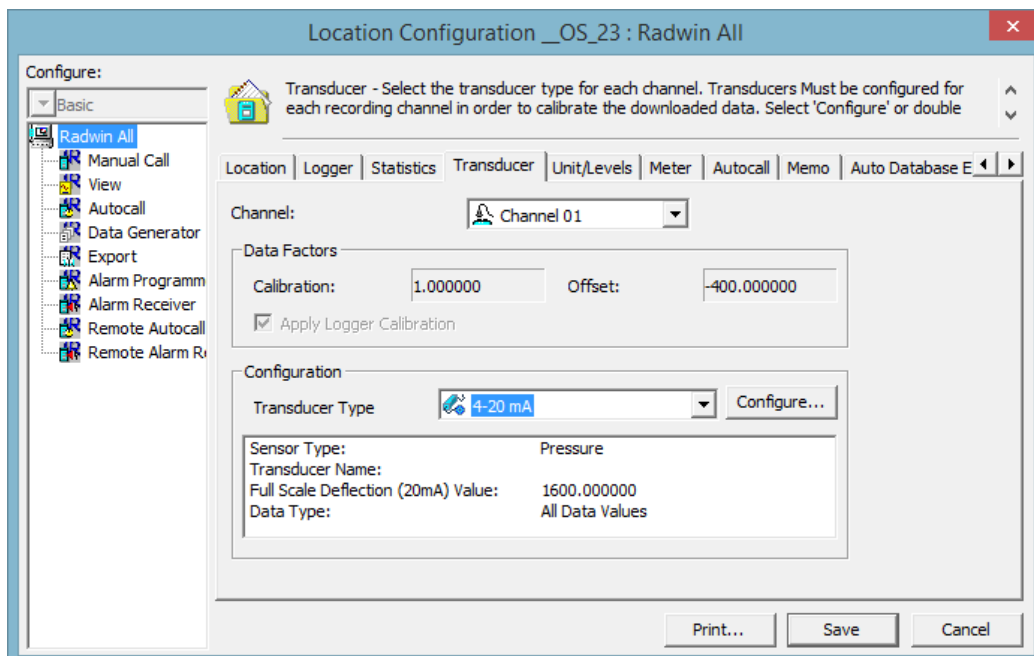 Location Configuration __OS_23 : Radwin All
Configure:
Basic
Radwin All
Manual Call
View
Autocall
Data Generator
Export
Alarm Programm
Alarm Receiver
Remote Autocall
Remote Alarm R
Transducer - Select the transducer type for each channel. Transducers Must be configured for
each recording channel in order to calibrate the downloaded data. Select 'Configure' or double
Location Logger Statistics Transducer Unit/Levels Meter Autocall Memo Auto Database E
Channel: Channel 01
Data Factors
Calibration: 1.000000 Offset: -400.000000
Apply Logger Calibration
Configuration
Transducer Type 4-20 mA Configure...
Sensor Type: Pressure
Transducer Name:
Full Scale Deflection (20mA) Value: 1600.000000
Data Type: All Data Values
Print... Save Cancel